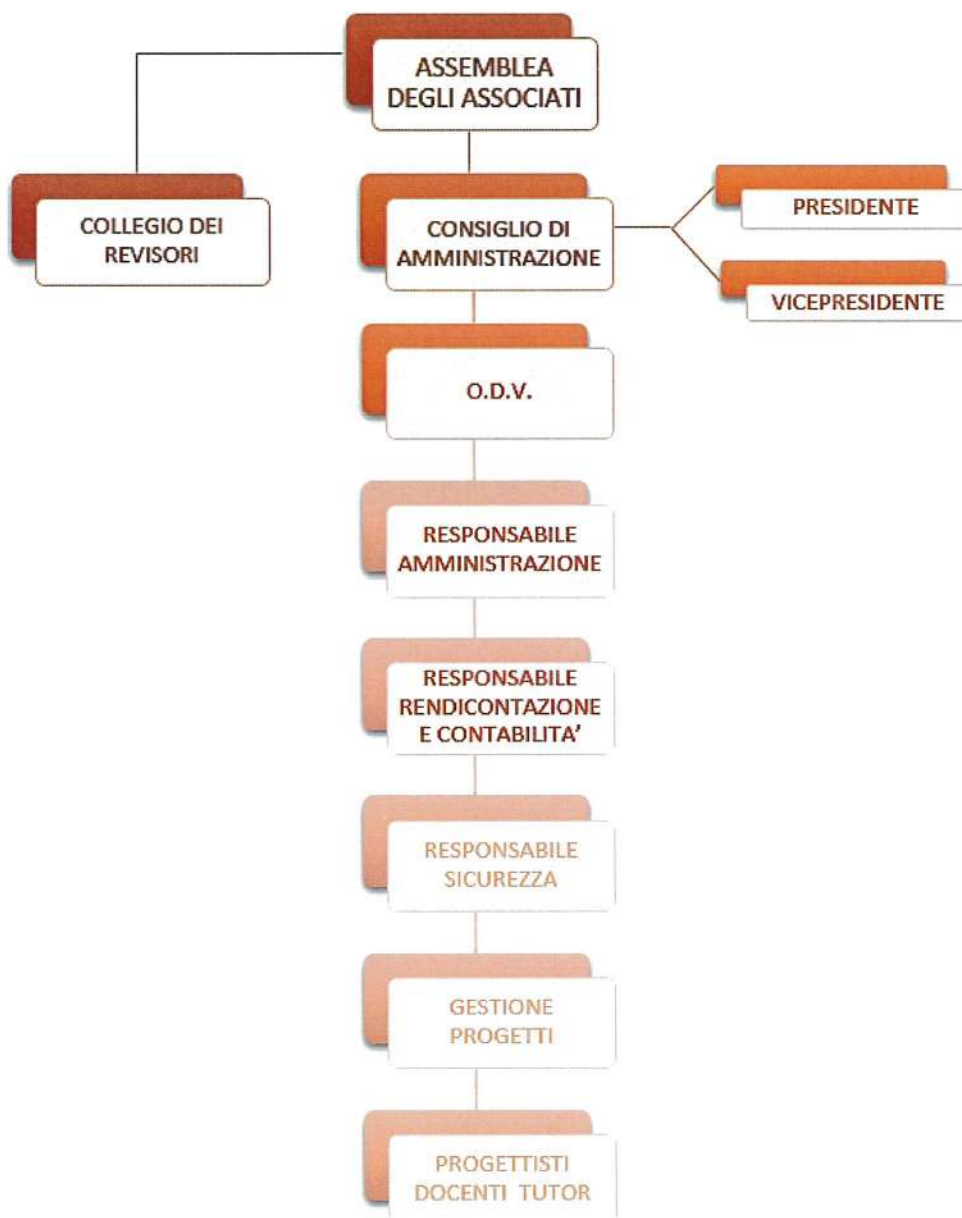 ASSEMBLEA
DEGLI ASSOCIATI
COLLEGIO DEI
REVISORI
CONSIGLIO DI
AMMINISTRAZIONE
PRESIDENTE
VICEPRESIDENTE
O.D.V.
RESPONSABILE
AMMINISTRAZIONE
RESPONSABILE
RENDICONTAZIONE
E CONTABILITA’
RESPONSABILE
SICUREZZA
GESTIONE
PROGETTI
PROGETTISTI
DOCENTI TUTOR